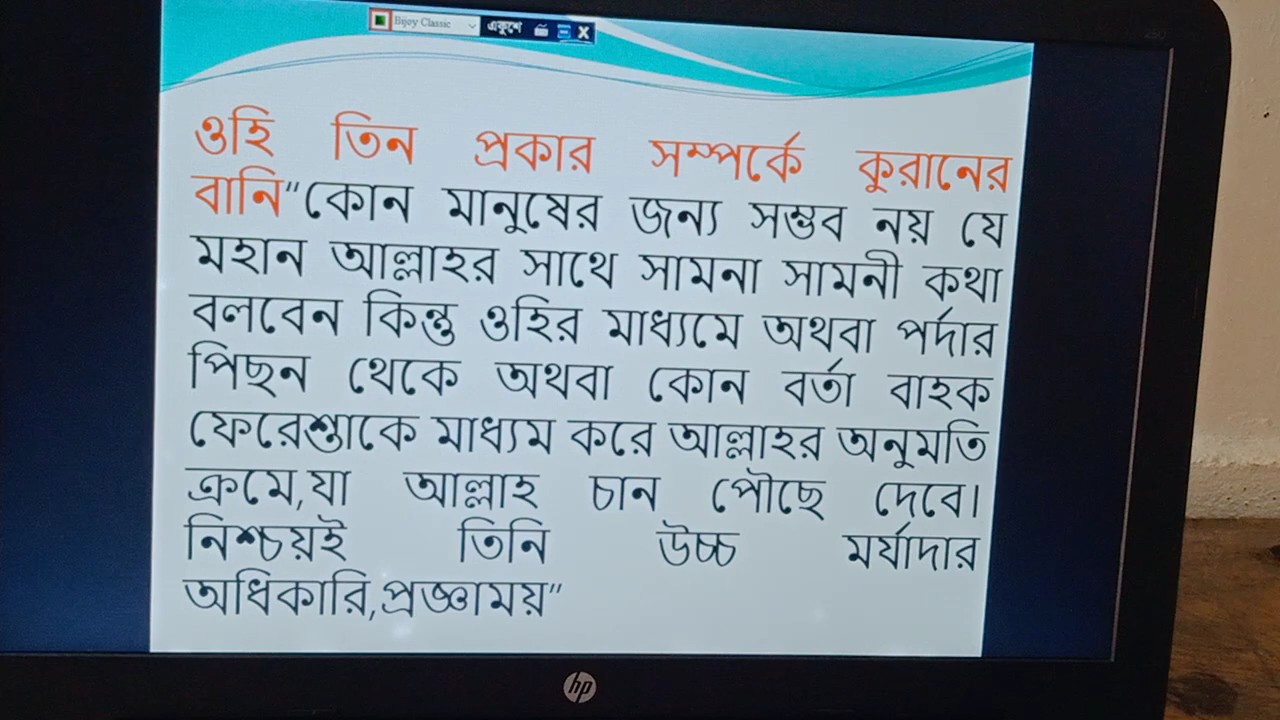 Bijoy Classic একুশে
ওহি তিন প্রকার সম্পর্কে কুরানের
বানি"কোন মানুষের জন্য সম্ভব নয় যে
মহান আল্লাহর সাথে সামনা সামনী কথা
বলবেন কিন্তু ওহির মাধ্যমে অথবা পর্দার
পিছন থেকে অথবা কোন বর্তা বাহক
ফেরেশ্তাকে মাধ্যম করে আল্লাহর অনুমতি
ক্রমে,যা আল্লাহ চান পৌছে দেবে।
নিশ্চয়ই তিনি উচ্চ মর্যাদার
অধিকারি,প্রজ্ঞাময়"
hp